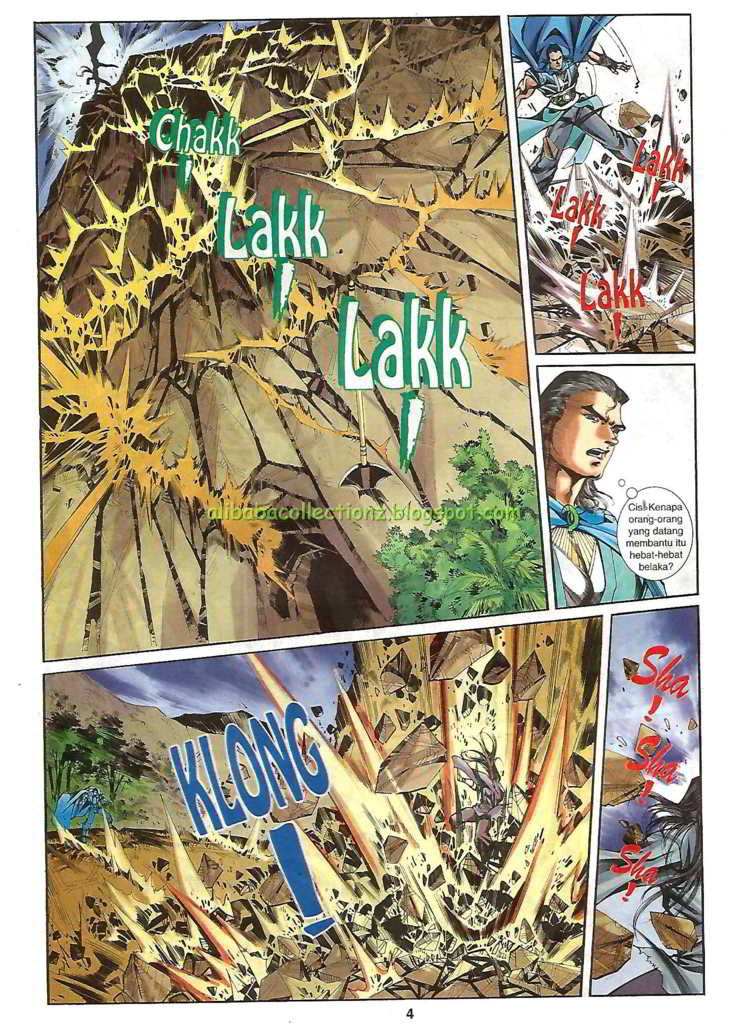 Chakk
!
Lakk
!
Lakk
!
Lakk
!
Lakk
!
Lakk
!
Cis! Kenapa
orang-orang
yang datang
membantu itu
hebat-hebat
belaka?
alibabacollectionz.blogspot.com
KLONG
!
Sha
!
Sha
!
Sha
!
4